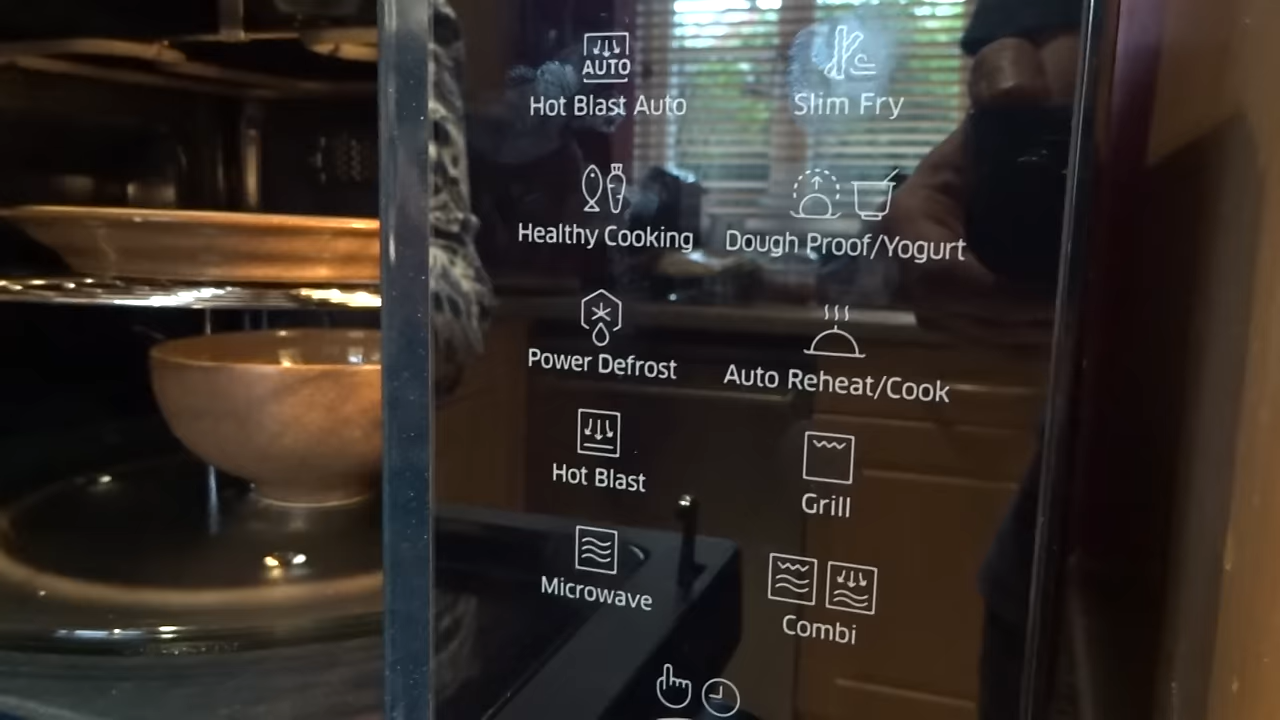 AUTO
Hot Blast Auto
Slim Fry
Healthy Cooking
Dough Proof/Yogurt
Power Defrost
Auto Reheat/Cook
Hot Blast
Grill
Microwave
Combi